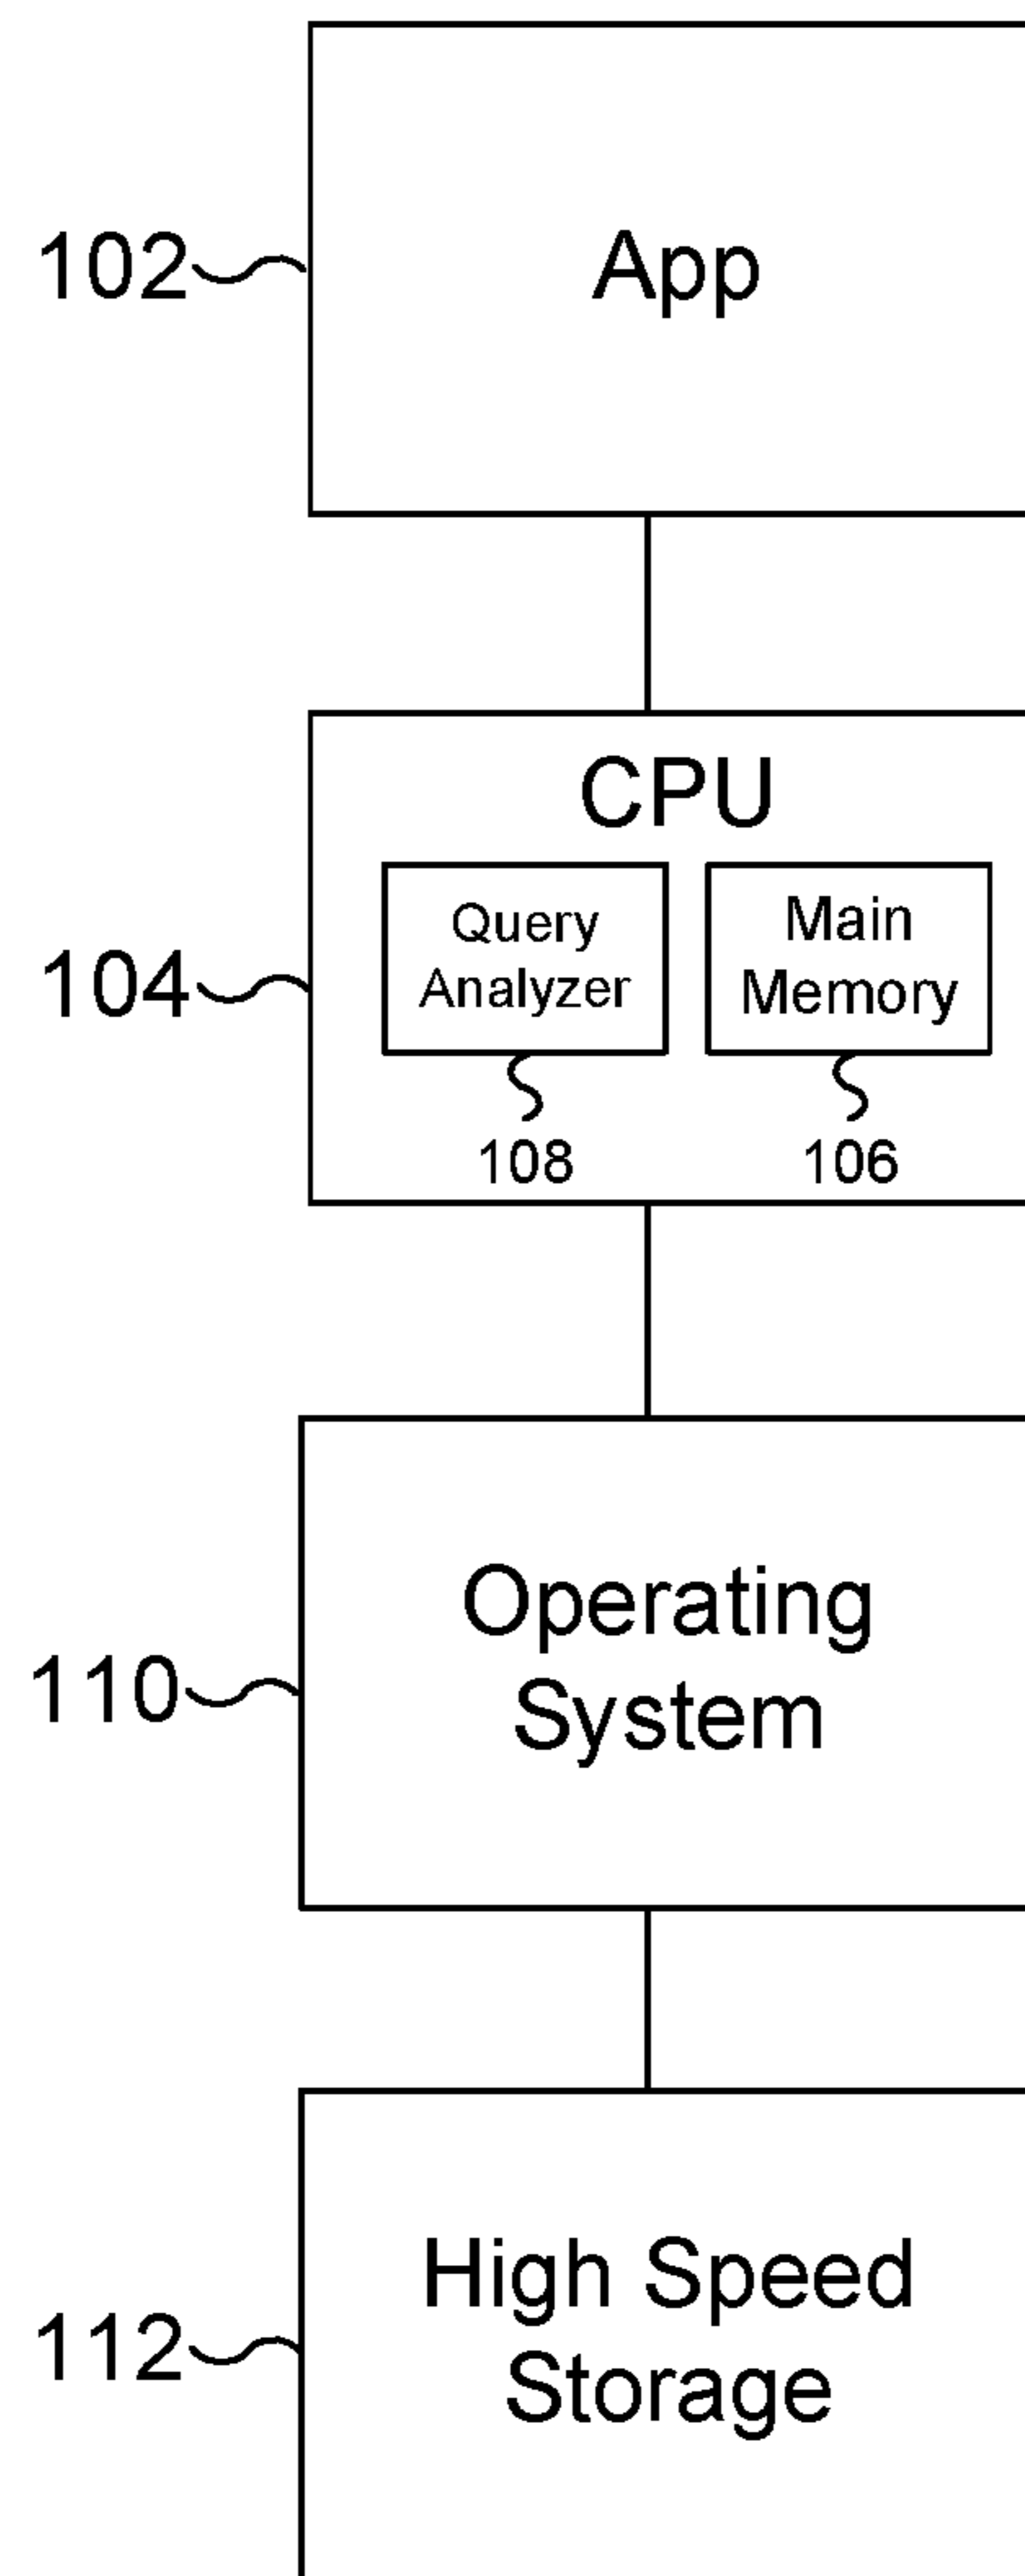 102
App
CPU
104
Query
Analyzer
Main
Memory
108
106
110
Operating
System
112
High Speed
Storage